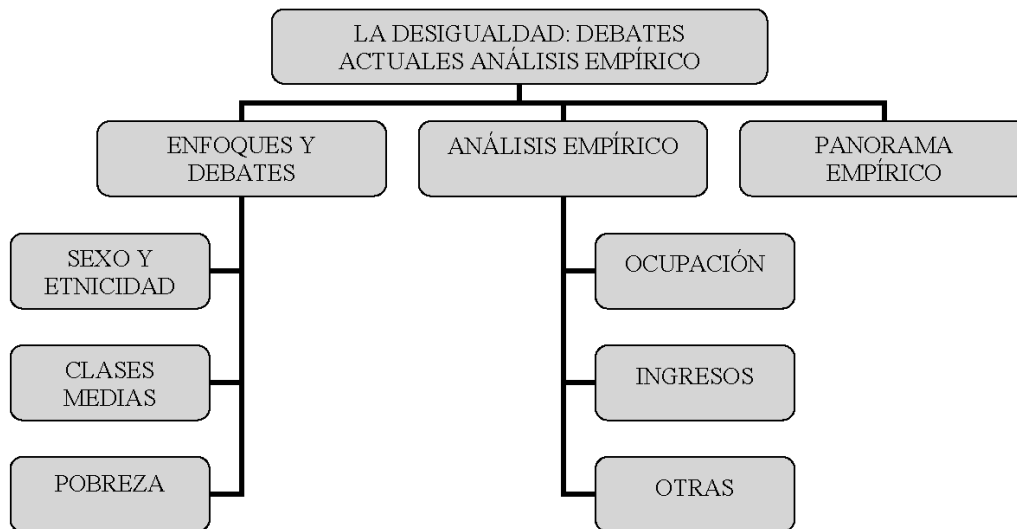 LA DESIGUALDAD: DEBATES
ACTUALES ANÁLISIS EMPÍRICO
ENFOQUES Y
DEBATES
ANÁLISIS EMPÍRICO
PANORAMA
EMPÍRICO
SEXO Y
ETNICIDAD
CLASES
MEDIAS
POBREZA
OCUPACIÓN
INGRESOS
OTRAS